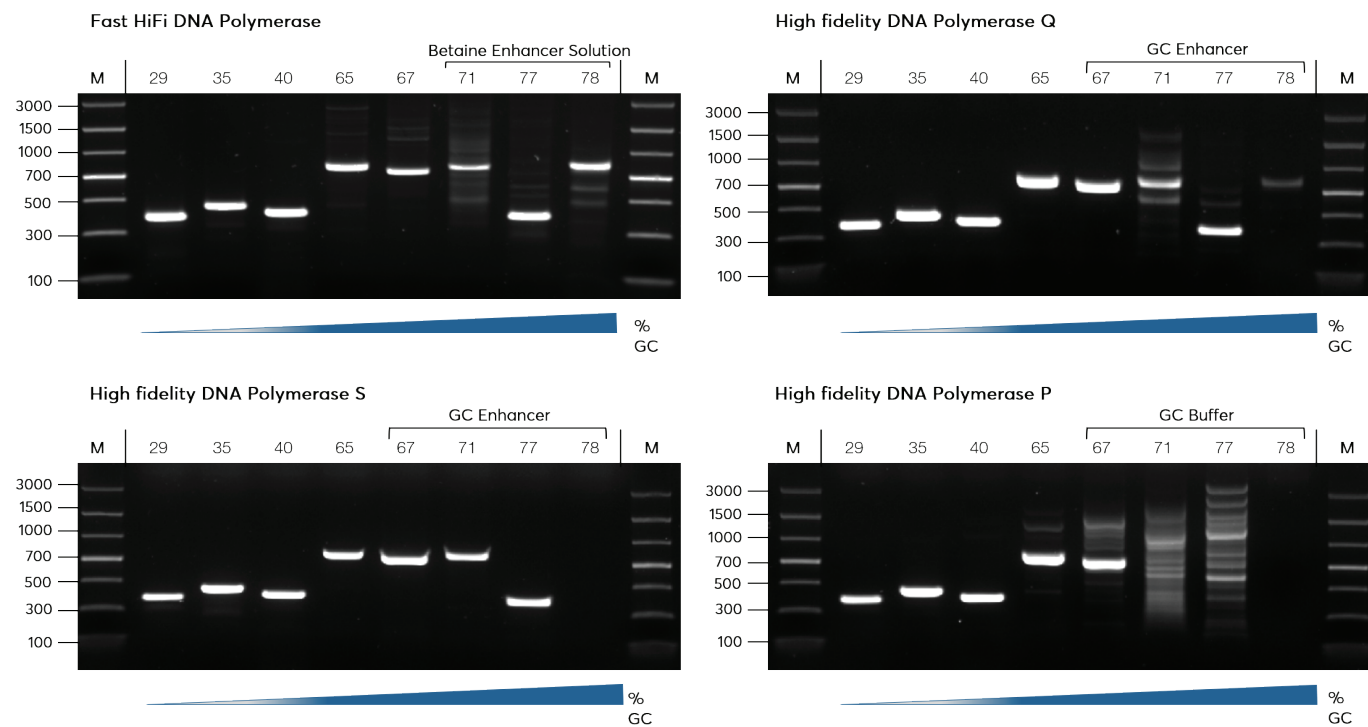 Fast HiFi DNA Polymerase
Betaine Enhancer Solution
M 29 35 40 65 67 71 77 78 M
3000
1500
1000
700
500
300
100
% GC
High fidelity DNA Polymerase Q
GC Enhancer
M 29 35 40 65 67 71 77 78 M
3000
1500
1000
700
500
300
100
% GC
High fidelity DNA Polymerase S
GC Enhancer
M 29 35 40 65 67 71 77 78 M
3000
1500
1000
700
500
300
100
% GC
High fidelity DNA Polymerase P
GC Buffer
M 29 35 40 65 67 71 77 78 M
3000
1500
1000
700
500
300
100
% GC